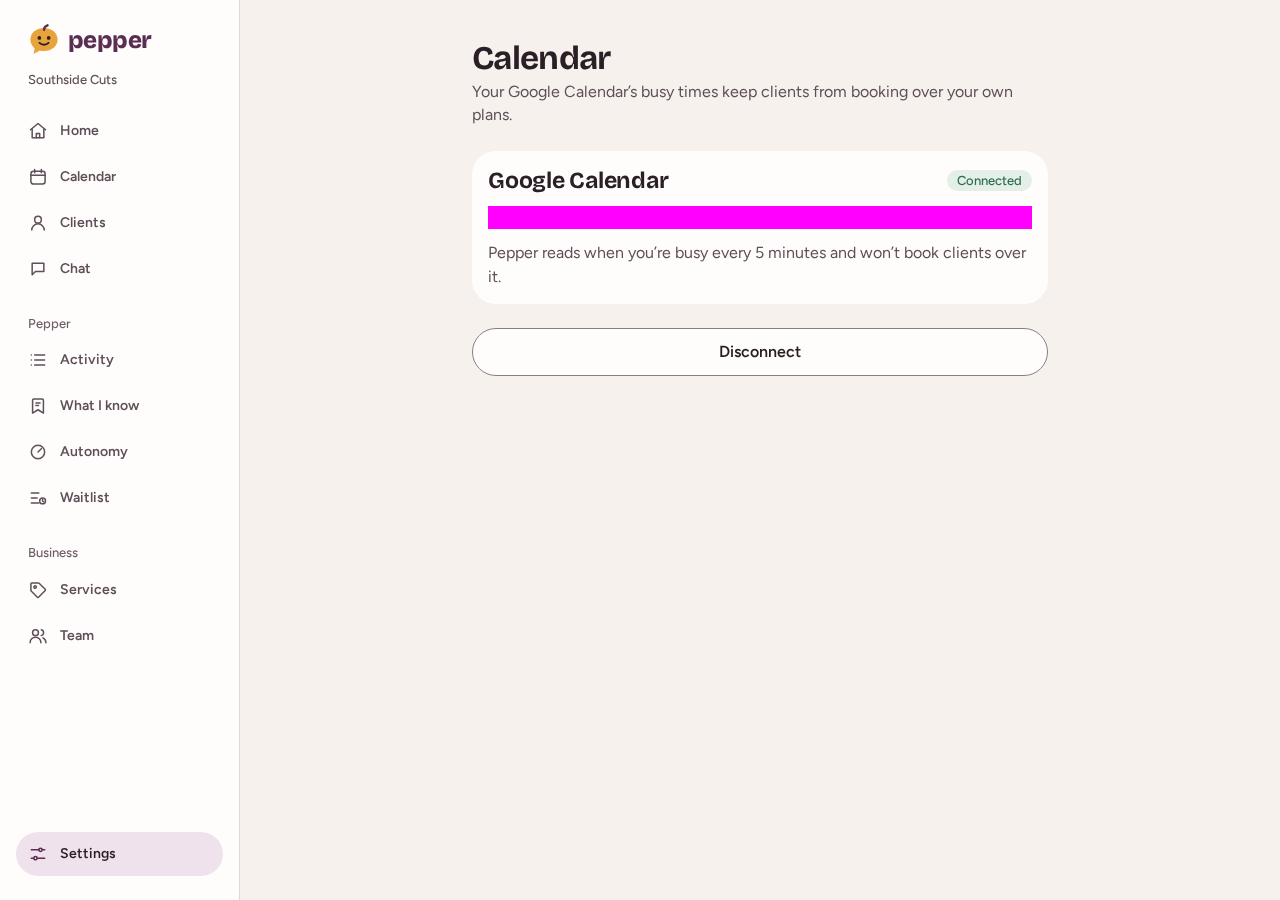 pepper
Southside Cuts
Home
Calendar
Clients
Chat
Pepper
Activity
What I know
Autonomy
Waitlist
Business
Services
Team
Settings
Calendar
Your Google Calendar’s busy times keep clients from booking over your own
plans.
Google Calendar
Connected
Pepper reads when you’re busy every 5 minutes and won’t book clients over
it.
Disconnect